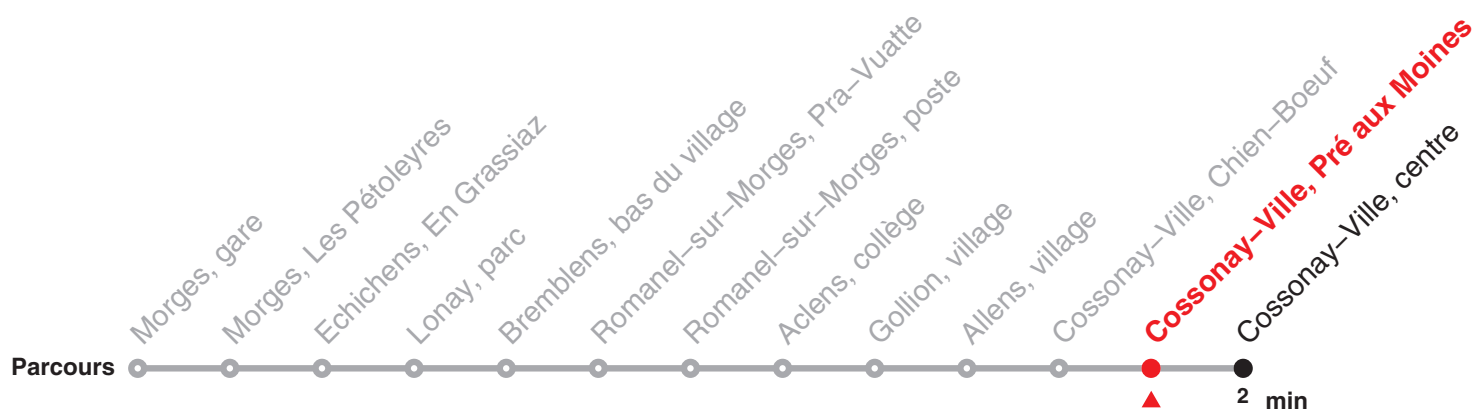 Morges, gare
Morges, Les Pétoleyres
Echichens, En Grassiaz
Lonay, parc
Bremblens, bas du village
Romanel–sur–Morges, Pra–Vuatte
Romanel–sur–Morges, poste
Aclens, collège
Gollion, village
Allens, village
Cossonay–Ville, Chien–Boeuf
Cossonay–Ville, Pré aux Moines
Cossonay–Ville, centre
Parcours
2 min